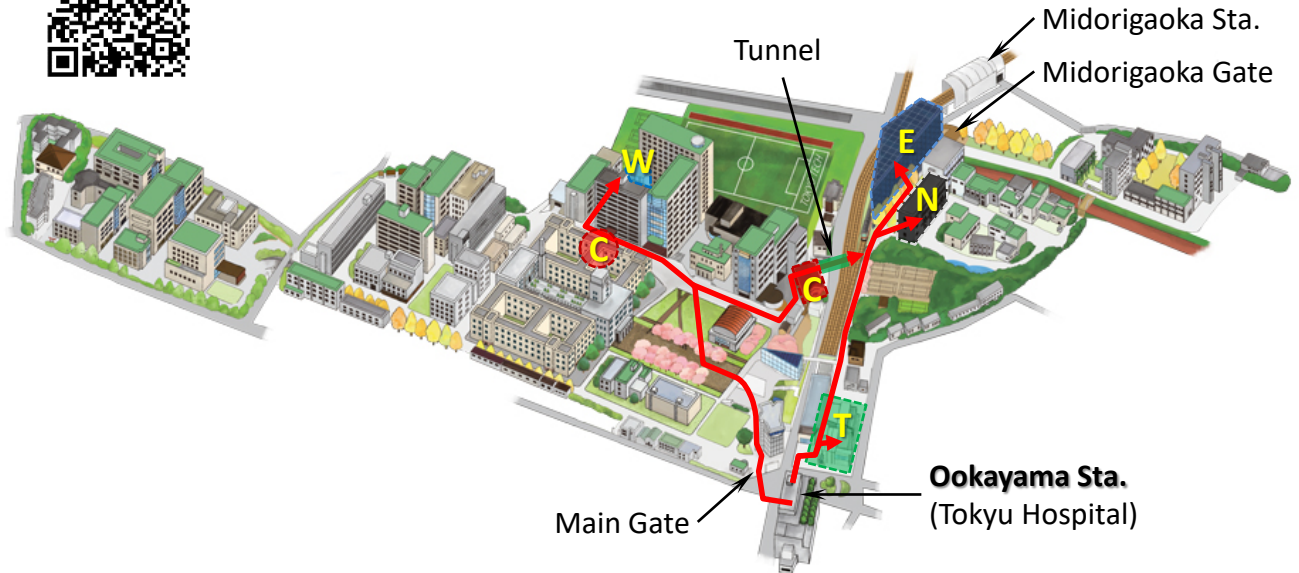 Midorigaoka Sta.
Tunnel
Midorigaoka Gate
E
W
N
C
C
T
Ookayama Sta.
(Tokyu Hospital)
Main Gate